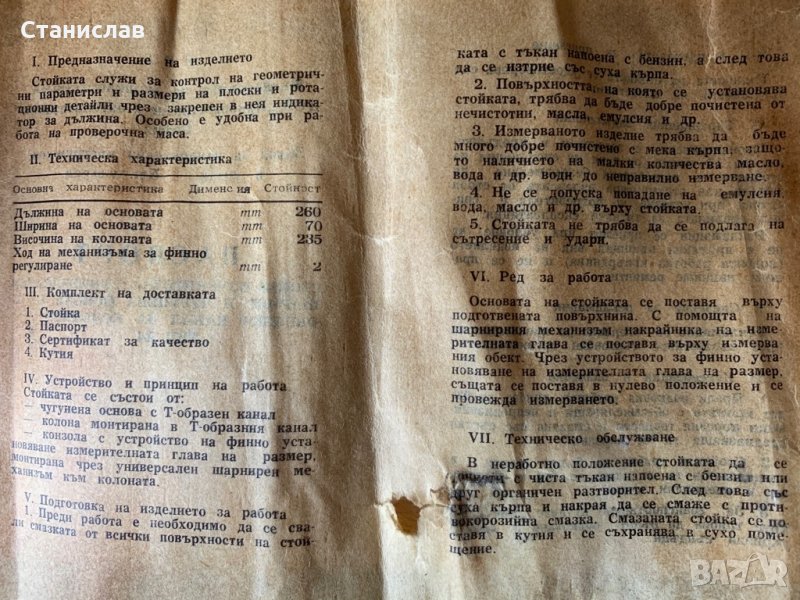 Станислав
I. Предназначение на изделието
Стойката служи за контрол на геометрич-
ни параметри и размери на плоски и рота-
ционни детайли чрез закрепен в нея индика-
тор за дължина. Особено е удобна при ра-
бота на проверочна маса.
II. Техническа характеристика
Основна характеристика Дименсия Стойност
Дължина на основата mm 260
Ширина на основата mm 70
Височина на колоната mm 235
Ход на механизъма за финно
регулиране mm 2
III. Комплект на доставката
1. Стойка
2. Паспорт
3. Сертификат за качество
4. Кутия
IV. Устройство и принцип на работа
Стойката се състои от:
— чугунена основа с Т-образен канал
— колона монтирана в Т-образния канал
— конзола с устройство на финно уста-
новяване измерителната глава на размер,
монтирана чрез универсален шарнирен ме-
ханизъм към колоната.
V. Подготовка на изделието за работа
1. Преди работа е необходимо да се сва-
ли смазката от всички повърхности на стой-
ката с тъкан напоена с бензин, а след това
да се изтрие със суха кърпа.
2. Повърхността, на която се установява
стойката, трябва да бъде добре почистена от
нечистотии, масла, емулсия и др.
3. Измерваното изделие трябва да бъде
много добре почистено с мека кърпа, защо-
то наличието на малки количества масло,
вода и др. води до неправилно измерване.
4. Не се допуска попадане на емулсия,
вода, масло и др. върху стойката.
5. Стойката не трябва да се подлага на
сътресение и удари.
VI. Ред за работа
Основата на стойката се поставя върху
подготвената повърхнина. С помощта на
шарнирния механизъм накрайника на изме-
рителната глава се поставя върху измерва-
ния обект. Чрез устройството за финно уста-
новяване на измерителната глава на размер,
същата се поставя в нулево положение и се
провежда измерването.
VII. Техническо обслужване
В неработно положение стойката да се
с чиста тъкан напоена с бензил или
друг органичен разтворител. След това със
суха кърпа и накрая да се смаже с проти-
вокорозийна смазка. Смазаната стойка се по-
ставя в кутия и се съхранява в сухо поме-
щение.
BAZAR